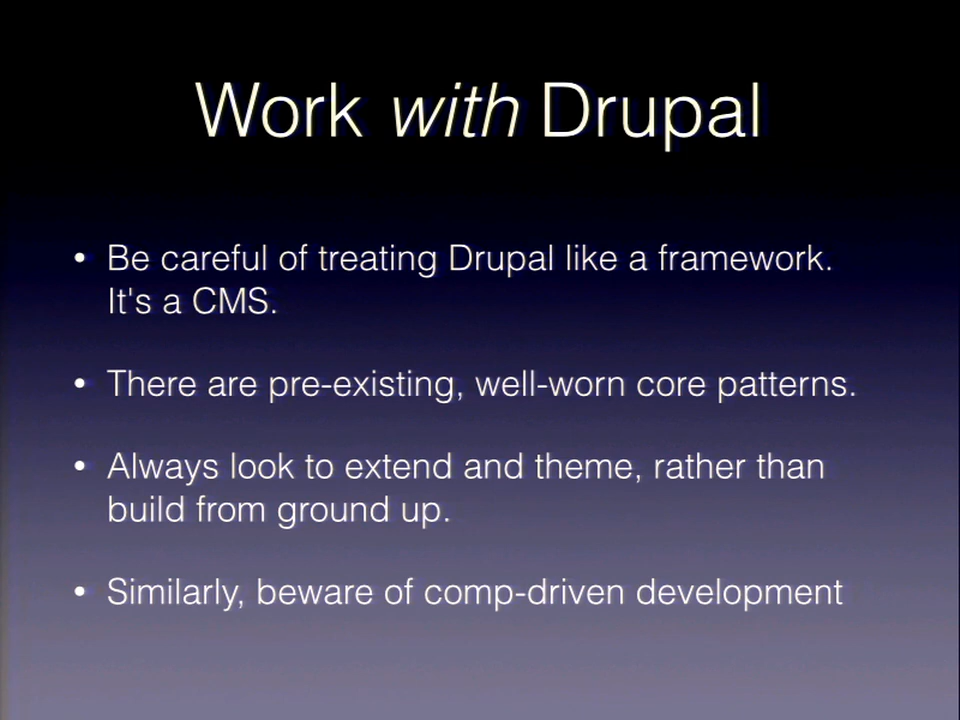 Work with Drupal
• Be careful of treating Drupal like a framework.
It's a CMS.
• There are pre-existing, well-worn core patterns.
• Always look to extend and theme, rather than
build from ground up.
• Similarly, beware of comp-driven development